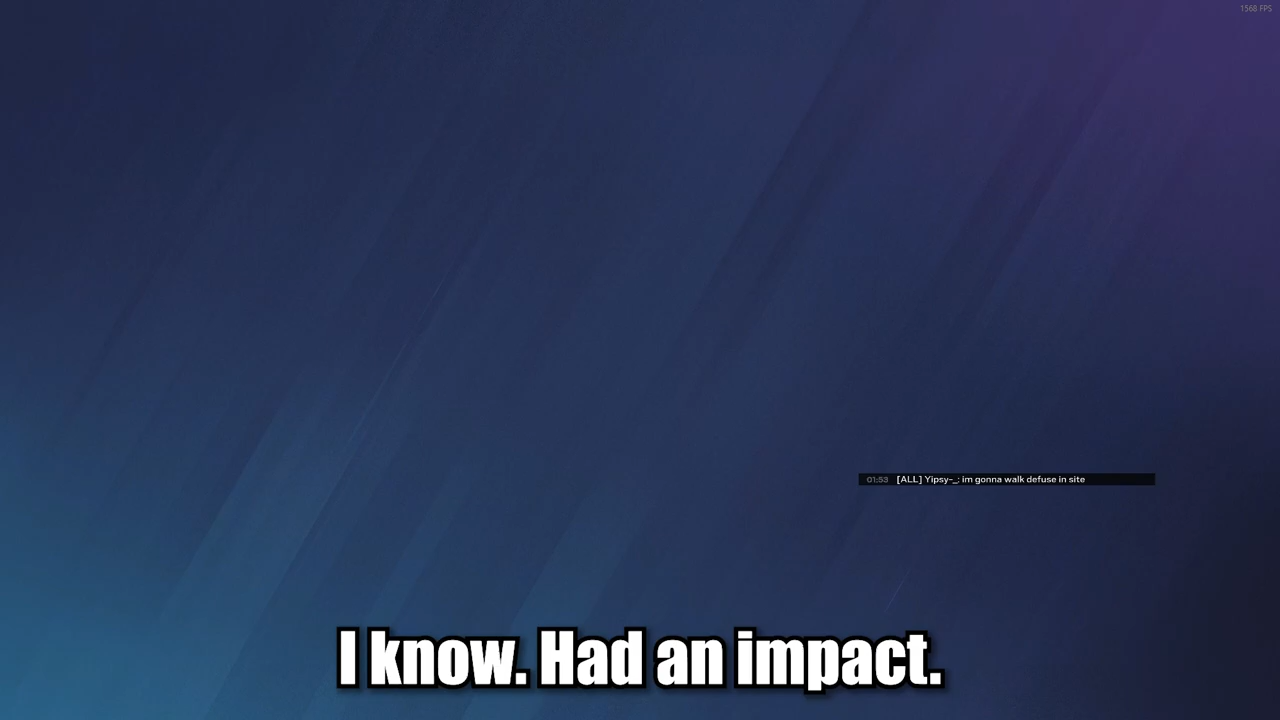 1568 FPS
01:53 [ALL] Yipsy-_: im gonna walk defuse in site
I know. Had an impact.